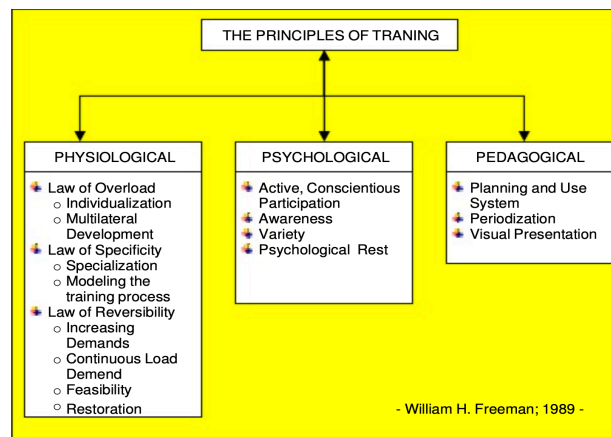 THE PRINCIPLES OF TRANING
PHYSIOLOGICAL
Law of Overload
Individualization
Multilateral
Development
Law of Specificity
Specialization
Modeling the
training process
Law of Reversibility
Increasing
Demands
Continuous Load
Demend
Feasibility
Restoration
PSYCHOLOGICAL
Active, Conscientious
Participation
Awareness
Variety
Psychological Rest
PEDAGOGICAL
Planning and Use
System
Periodization
Visual Presentation
- William H. Freeman; 1989 -